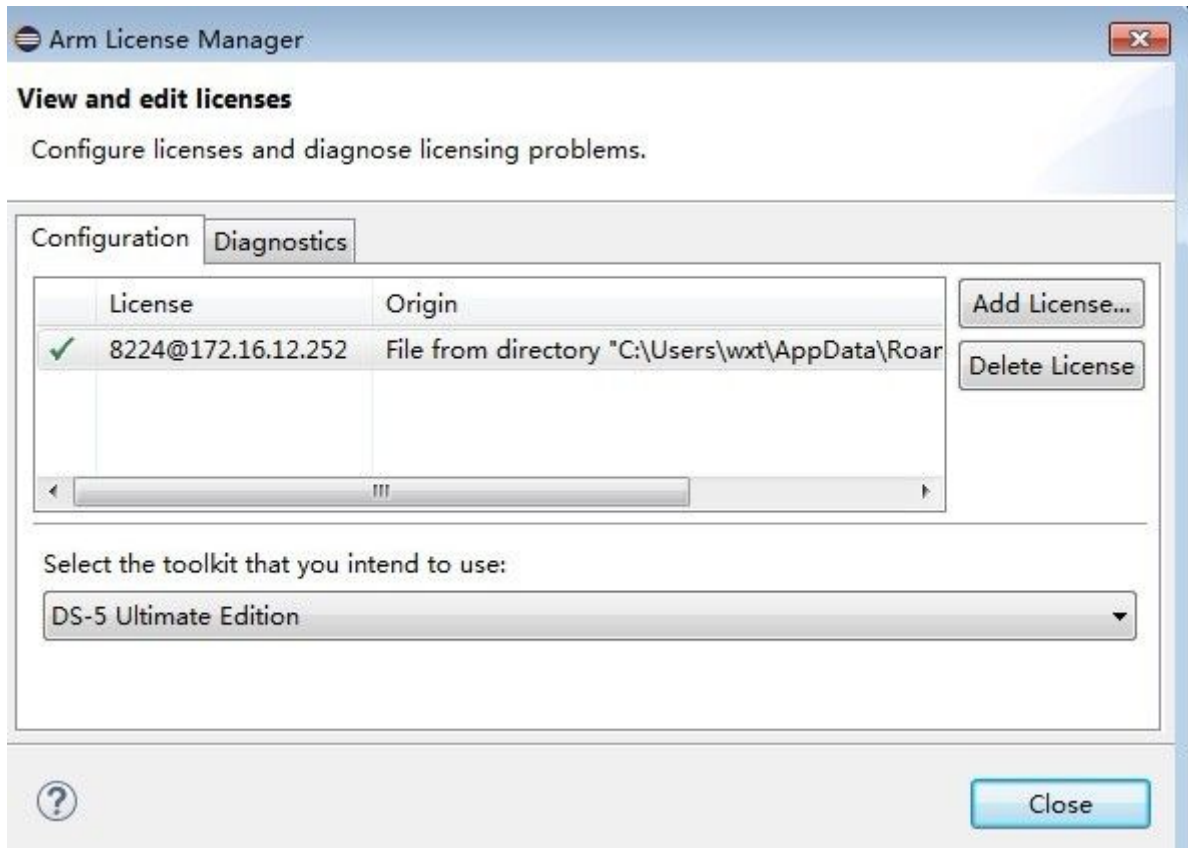 Arm License Manager
View and edit licenses
Configure licenses and diagnose licensing problems.
Configuration Diagnostics
License Origin Add License...
8224@172.16.12.252 File from directory "C:\Users\wxt\AppData\Roar Delete License
Select the toolkit that you intend to use:
DS-5 Ultimate Edition
?
Close